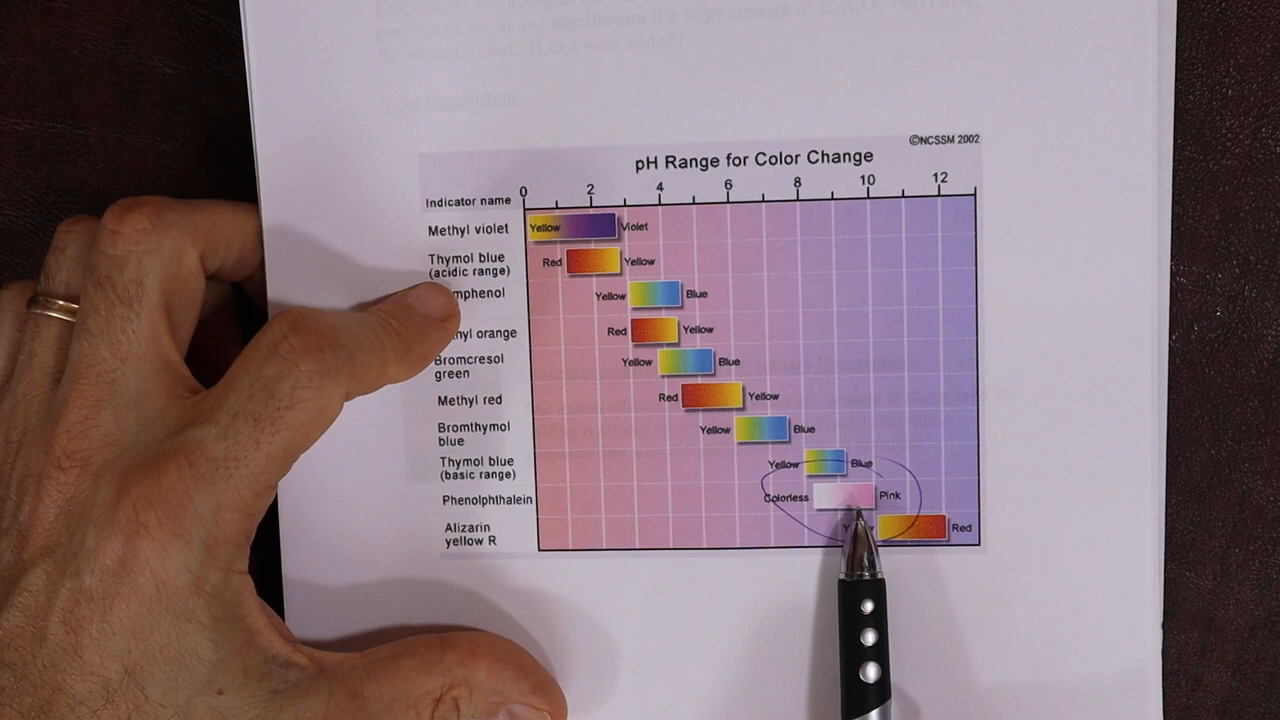 ©NCSSM 2002
pH Range for Color Change
Indicator name 0 2 4 6 8 10 12
Methyl violet Yellow Violet
Thymol blue
(acidic range) Red Yellow
Yellow Blue
orange Red Yellow
Bromcresol
green Yellow Blue
Methyl red Red Yellow
Bromthymol
blue Yellow Blue
Thymol blue
(basic range) Yellow Blue
Phenolphthalein Colorless Pink
Alizarin
yellow R Red